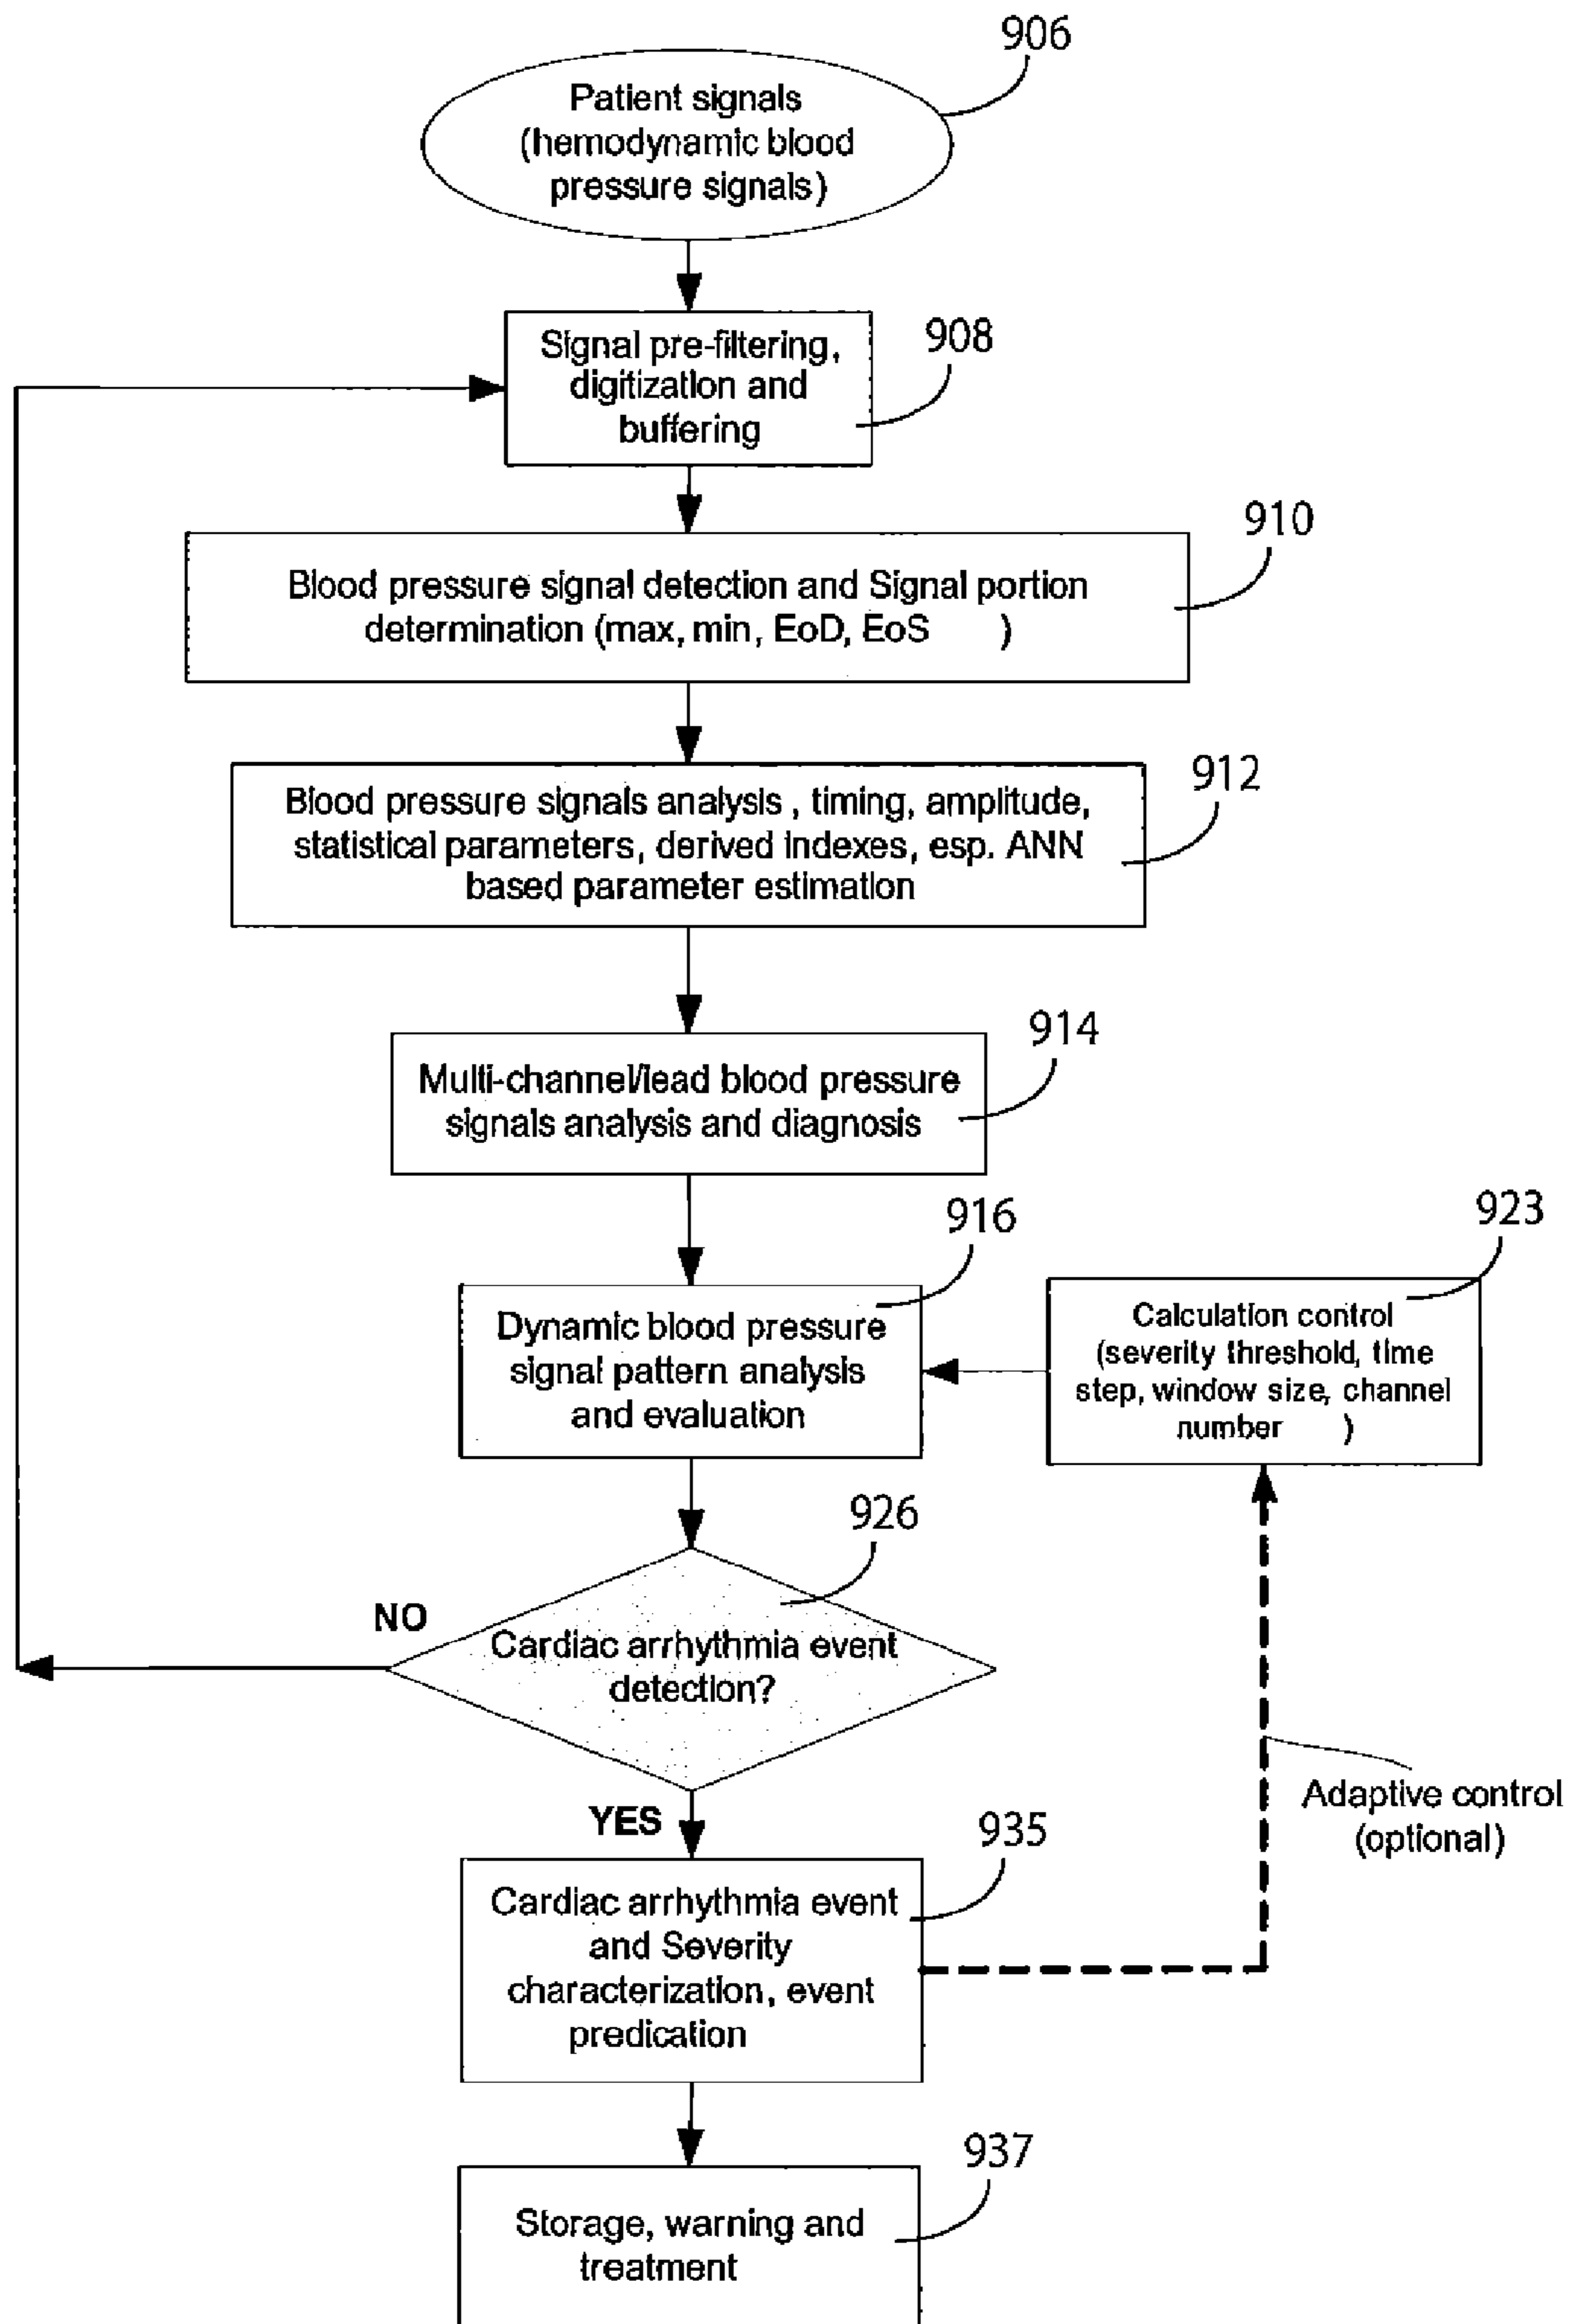 906
Patient signals
(hemodynamic blood
pressure signals)
908
Signal pre-filtering,
digitization and
buffering
910
Blood pressure signal detection and Signal portion
determination (max, min, EoD, EoS )
912
Blood pressure signals analysis , timing, amplitude,
statistical parameters, derived indexes, esp. ANN
based parameter estimation
914
Multi-channel/lead blood pressure
signals analysis and diagnosis
916
Dynamic blood pressure
signal pattern analysis
and evaluation
923
Calculation control
(severity threshold, time
step, window size, channel
number )
926
NO
Cardiac arrhythmia event
detection?
YES
Adaptive control
(optional)
935
Cardiac arrhythmia event
and Severity
characterization, event
predication
937
Storage, warning and
treatment